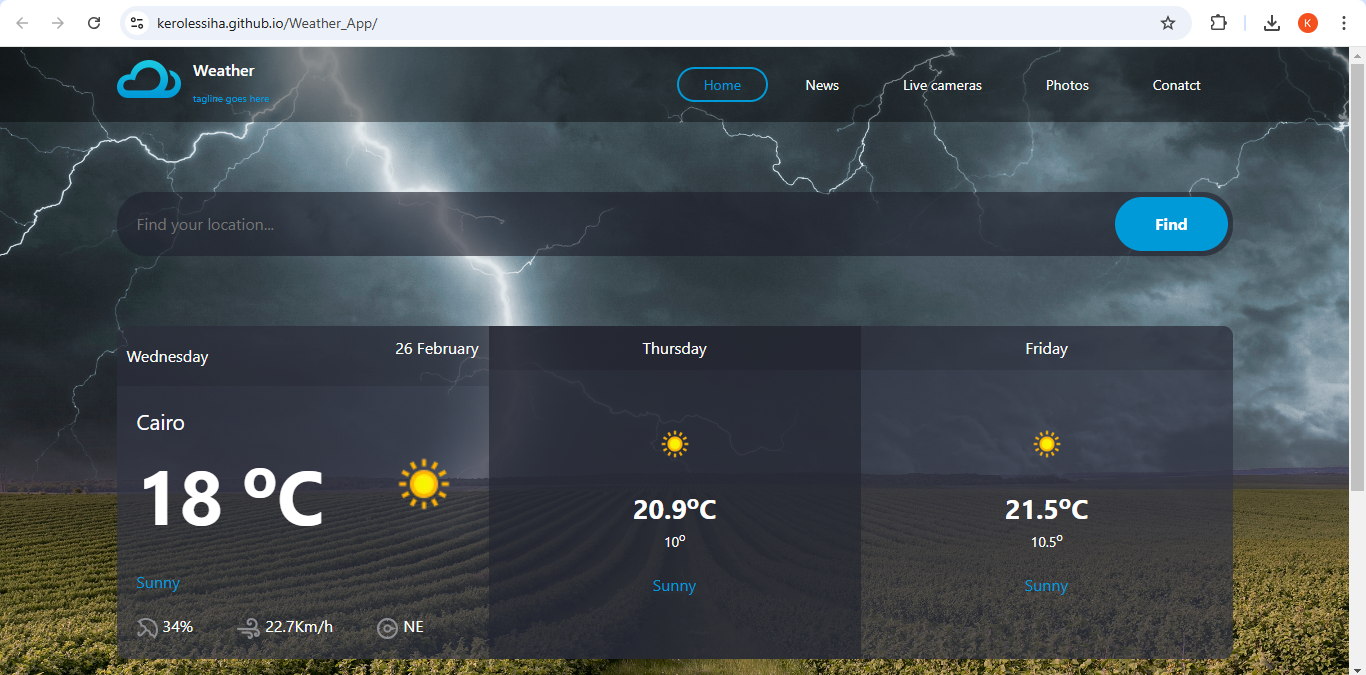 kerolessiha.github.io/Weather_App/
K
Weather
tagline goes here
Home News Live cameras Photos Conatct
Find your location...
Find
Wednesday 26 February
Cairo
18 ºC
Sunny
34% 22.7Km/h NE
Thursday
20.9ºC
10º
Sunny
Friday
21.5ºC
10.5º
Sunny